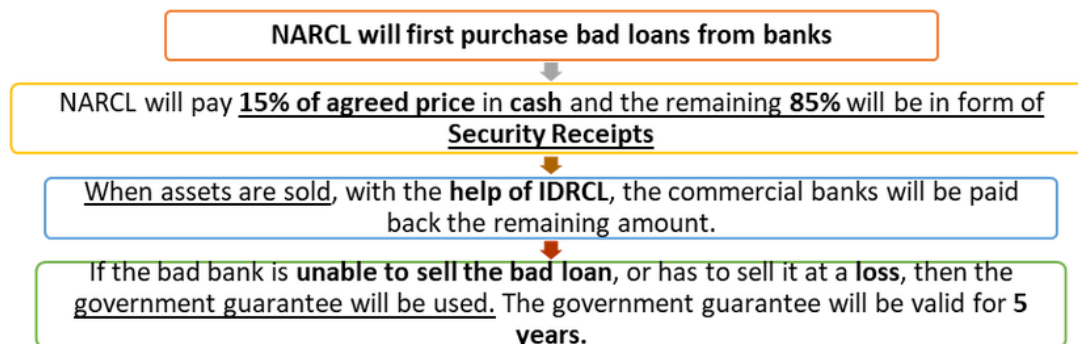 NARCL will first purchase bad loans from banks
NARCL will pay 15% of agreed price in cash and the remaining 85% will be in form of
Security Receipts
When assets are sold, with the help of IDRCL, the commercial banks will be paid
back the remaining amount.
If the bad bank is unable to sell the bad loan, or has to sell it at a loss, then the
government guarantee will be used. The government guarantee will be valid for 5
years.